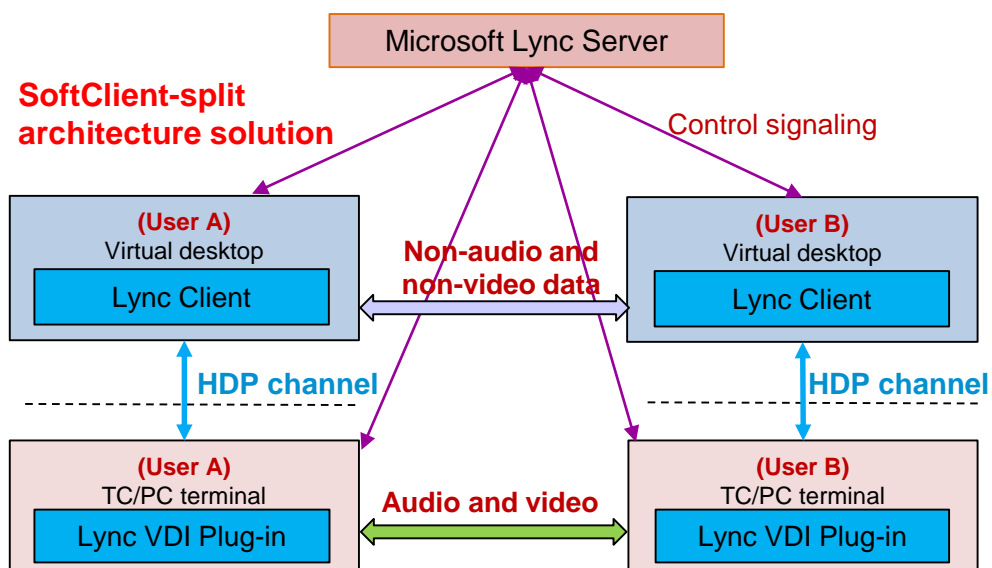 Microsoft Lync Server
SoftClient-split
architecture solution
Control signaling
(User A)
Virtual desktop
Lync Client
Non-audio and
non-video data
(User B)
Virtual desktop
Lync Client
HDP channel
HDP channel
(User A)
TC/PC terminal
Lync VDI Plug-in
Audio and video
(User B)
TC/PC terminal
Lync VDI Plug-in